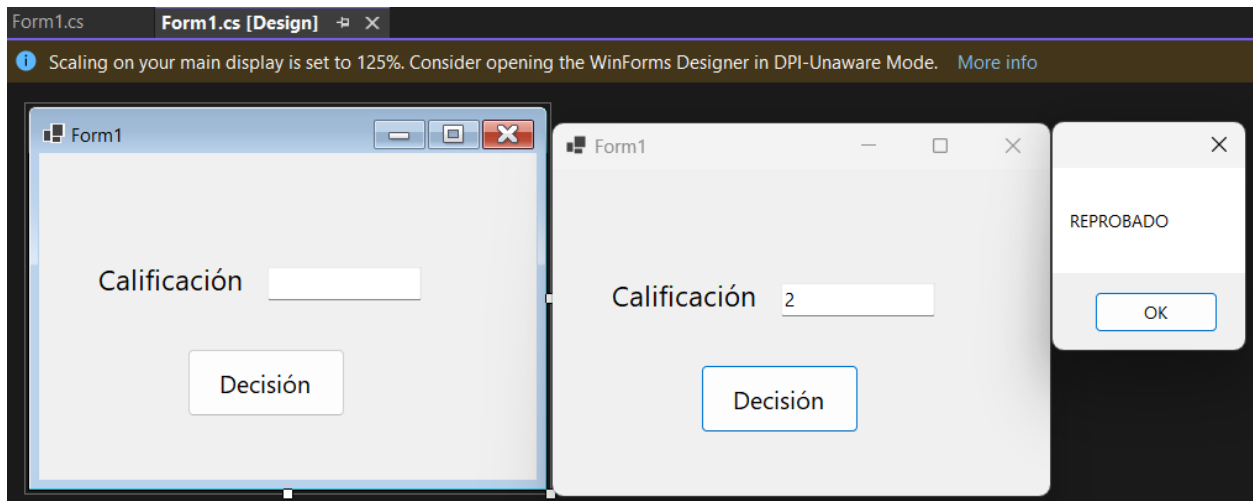 Form1.cs
Form1.cs [Design]
Scaling on your main display is set to 125%. Consider opening the WinForms Designer in DPI-Unaware Mode. More info
Form1
Calificación
Decisión
Form1
Calificación 2
Decisión
REPROBADO
OK